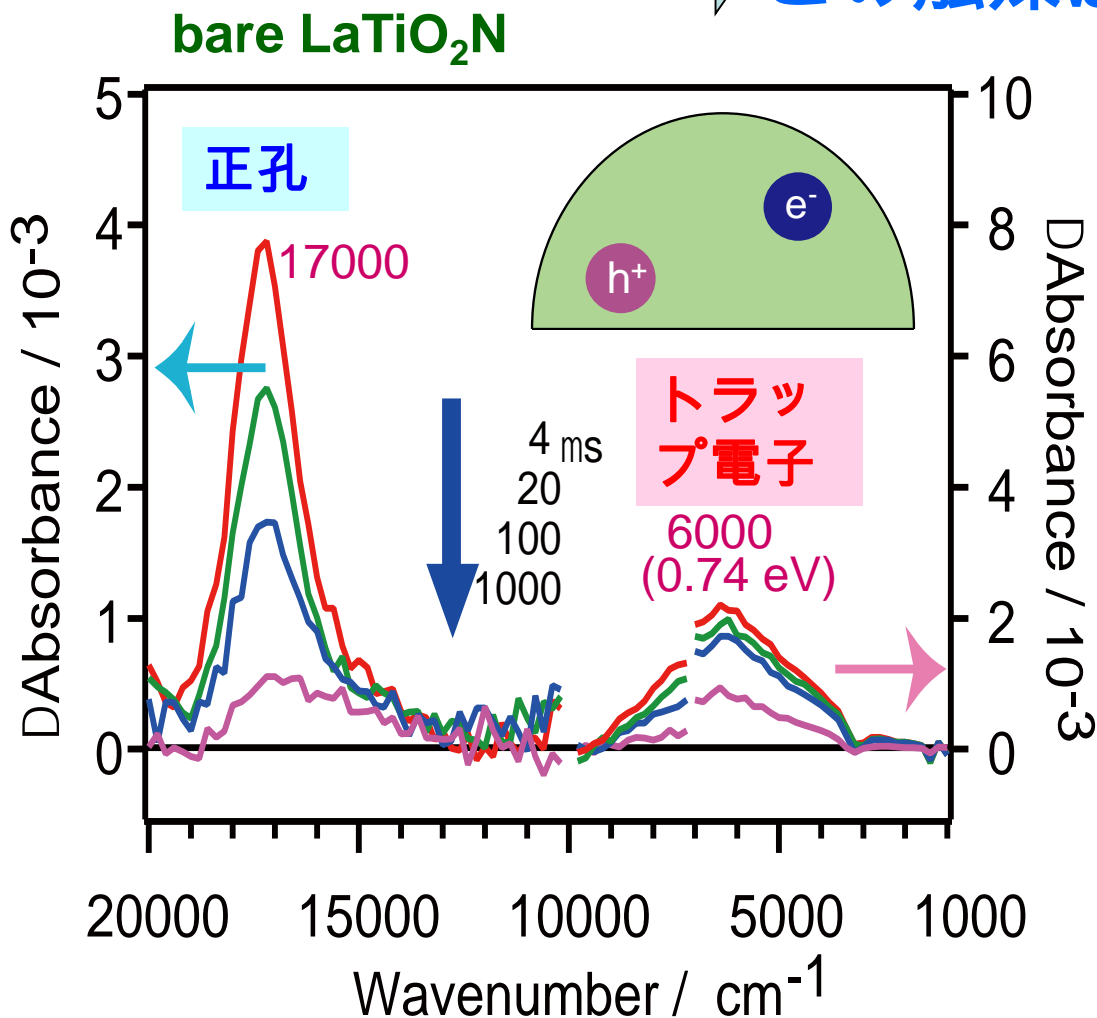 bare LaTiO₂N
正孔
17000
h⁺
e⁻
トラッ
プ電子
6000
(0.74 eV)
4 ㎳
20
100
1000
5
4
3
2
1
0
DAbsorbance / 10⁻³
10
8
6
4
2
0
DAbsorbance / 10⁻³
20000 15000 10000 5000 1000
Wavenumber / cm⁻¹